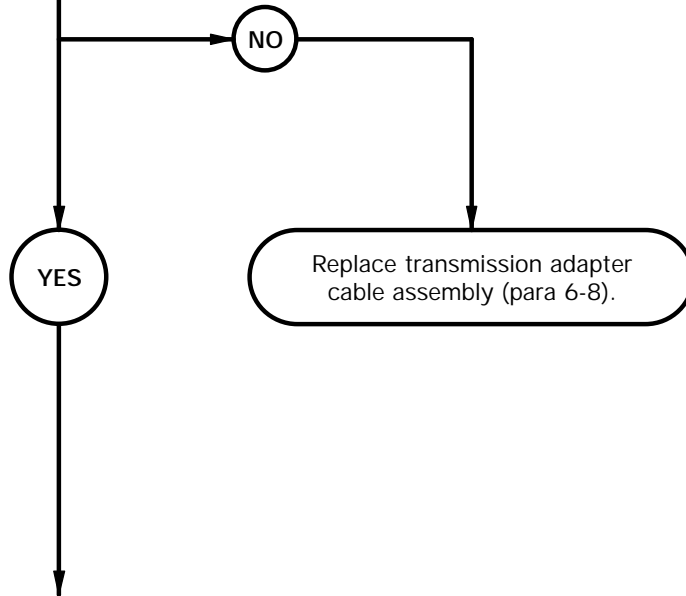 NO
YES
Replace transmission adapter
cable assembly (para 6-8).